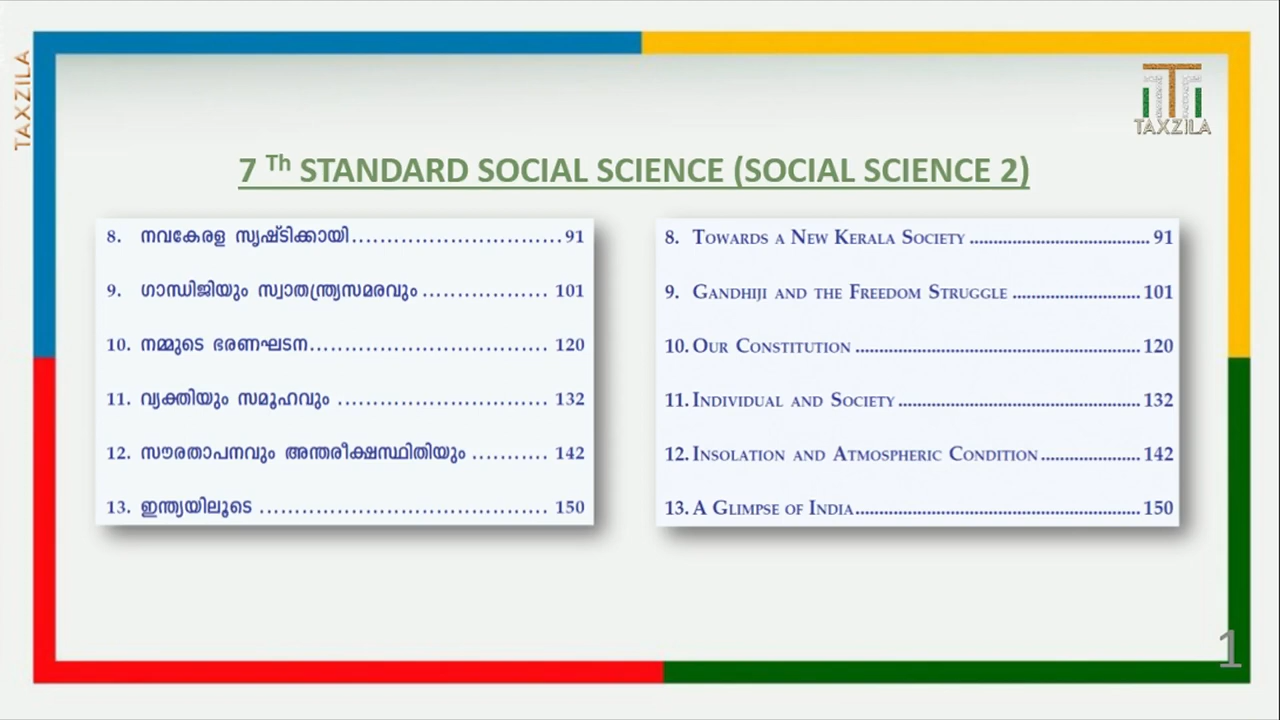 TAXZILA
TAXZILA
7 Th STANDARD SOCIAL SCIENCE (SOCIAL SCIENCE 2)
8. നവകേരള സൃഷ്ടിക്കായി..............................91
9. ഗാന്ധിജിയും സ്വാതന്ത്ര്യസമരവും .................. 101
10. നമ്മുടെ ഭരണഘടന.................................. 120
11. വ്യക്തിയും സമൂഹവും .............................. 132
12. സൗരതാപനവും അന്തരീക്ഷസ്ഥിതിയും ........... 142
13. ഇന്ത്യയിലൂടെ ......................................... 150
8. TOWARDS A NEW KERALA SOCIETY .......................................... 91
9. GANDHIJI AND THE FREEDOM STRUGGLE ..............................101
10. OUR CONSTITUTION ....................................................................120
11. INDIVIDUAL AND SOCIETY ..........................................................132
12. INSOLATION AND ATMOSPHERIC CONDITION.......................142
13. A GLIMPSE OF INDIA....................................................................150
1